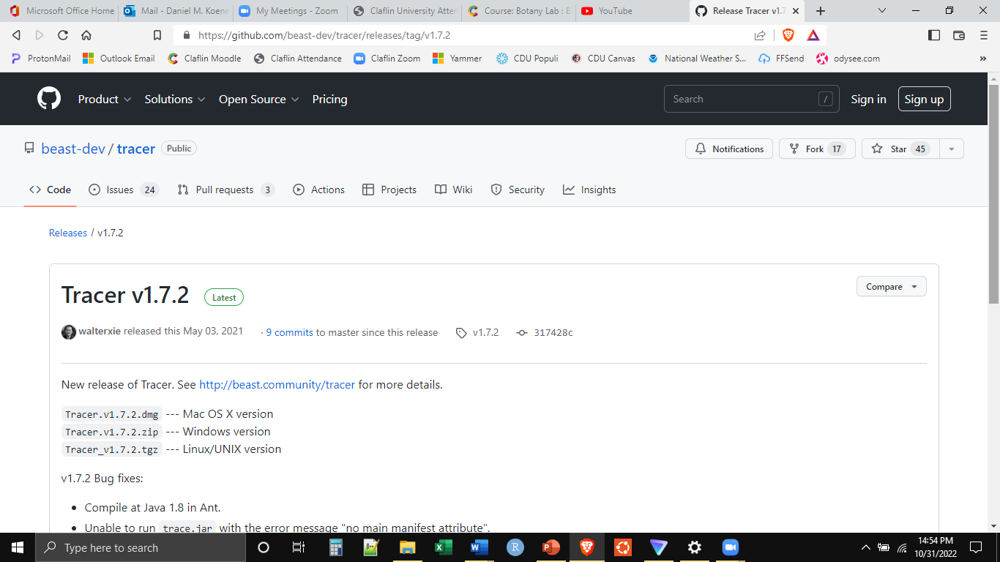 Microsoft Office Home
Mail - Daniel M. Koene
My Meetings - Zoom
Claflin University Atten
Course: Botany Lab : B
YouTube
Release Tracer v1.7
https://github.com/beast-dev/tracer/releases/tag/v1.7.2
ProtonMail Outlook Email Claflin Moodle Claflin Attendance Claflin Zoom Yammer CDU Populi CDU Canvas National Weather S... FFSend odysee.com »
Product Solutions Open Source Pricing Search / Sign in Sign up
beast-dev / tracer Public Notifications Fork 17 Star 45
Code Issues 24 Pull requests 3 Actions Projects Wiki Security Insights
Releases / v1.7.2
Tracer v1.7.2 Latest Compare
walterxie released this May 03, 2021 · 9 commits to master since this release v1.7.2 317428c
New release of Tracer. See http://beast.community/tracer for more details.
Tracer.v1.7.2.dmg --- Mac OS X version
Tracer.v1.7.2.zip --- Windows version
Tracer_v1.7.2.tgz --- Linux/UNIX version
v1.7.2 Bug fixes:
• Compile at Java 1.8 in Ant.
• Unable to run trace.jar with the error message "no main manifest attribute".
Type here to search
14:54 PM
10/31/2022